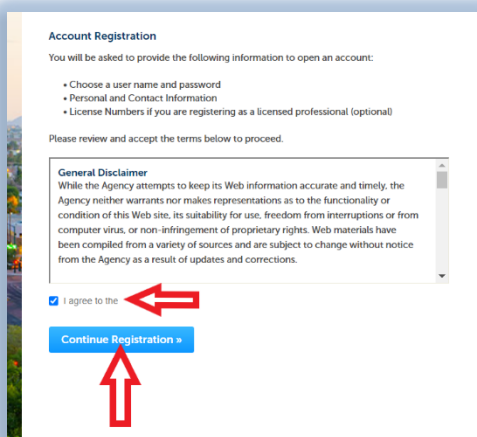 Account Registration
You will be asked to provide the following information to open an account:
• Choose a user name and password
• Personal and Contact Information
• License Numbers if you are registering as a licensed professional (optional)
Please review and accept the terms below to proceed.
General Disclaimer
While the Agency attempts to keep its Web information accurate and timely, the
Agency neither warrants nor makes representations as to the functionality or
condition of this Web site, its suitability for use, freedom from interruptions or from
computer virus, or non-infringement of proprietary rights. Web materials have
been compiled from a variety of sources and are subject to change without notice
from the Agency as a result of updates and corrections.
I agree to the
Continue Registration »